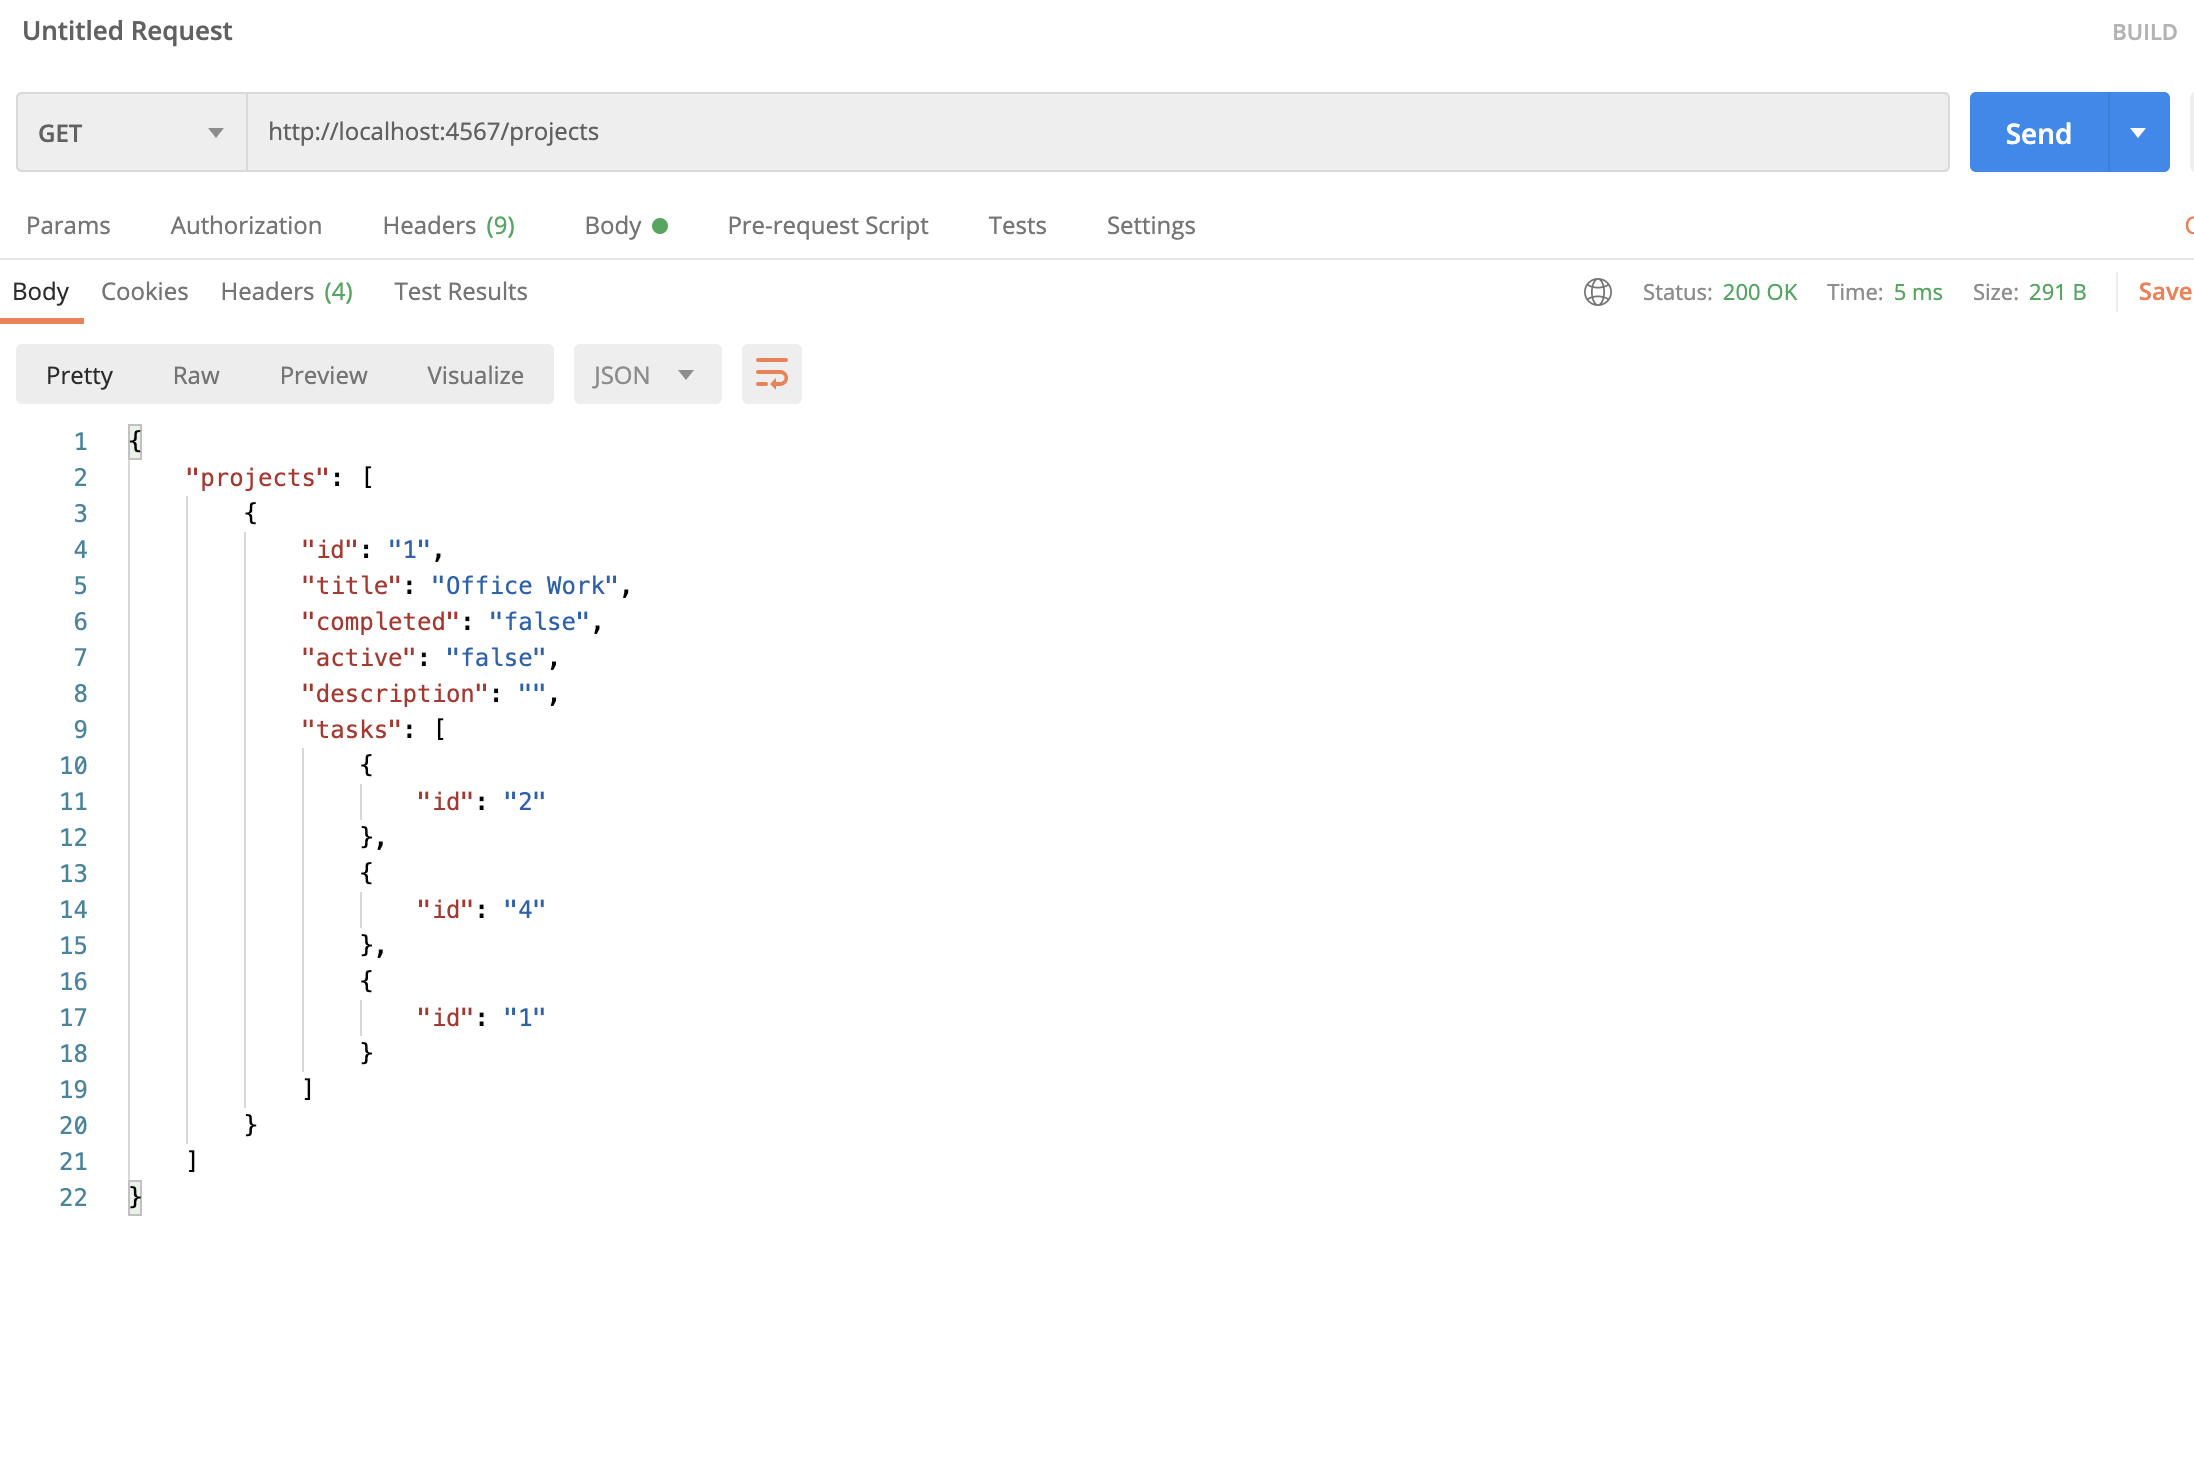 Untitled Request BUILD
GET http://localhost:4567/projects Send
Params Authorization Headers (9) Body Pre-request Script Tests Settings
Body Cookies Headers (4) Test Results Status: 200 OK Time: 5 ms Size: 291 B Save
Pretty Raw Preview Visualize JSON
1 {
2     "projects": [
3         {
4             "id": "1",
5             "title": "Office Work",
6             "completed": "false",
7             "active": "false",
8             "description": "",
9             "tasks": [
10                 {
11                     "id": "2"
12                 },
13                 {
14                     "id": "4"
15                 },
16                 {
17                     "id": "1"
18                 }
19             ]
20         }
21     ]
22 }